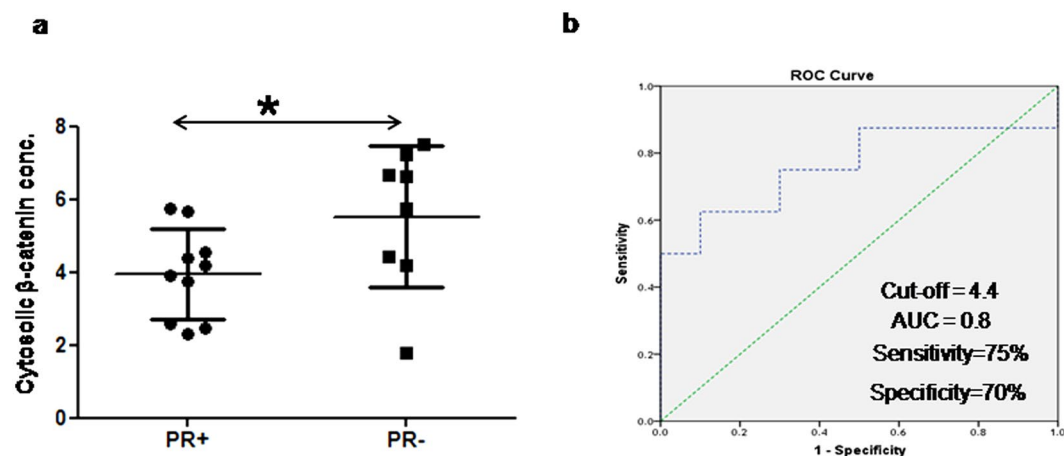 a
*
Cytosolic β-catenin conc.
8
6
4
2
0
PR+
PR-
b
ROC Curve
Sensitivity
1.0
0.8
0.6
0.4
0.2
0.0
Cut-off = 4.4
AUC = 0.8
Sensitivity=75%
Specificity=70%
0.0 0.2 0.4 0.6 0.8 1.0
1 - Specificity